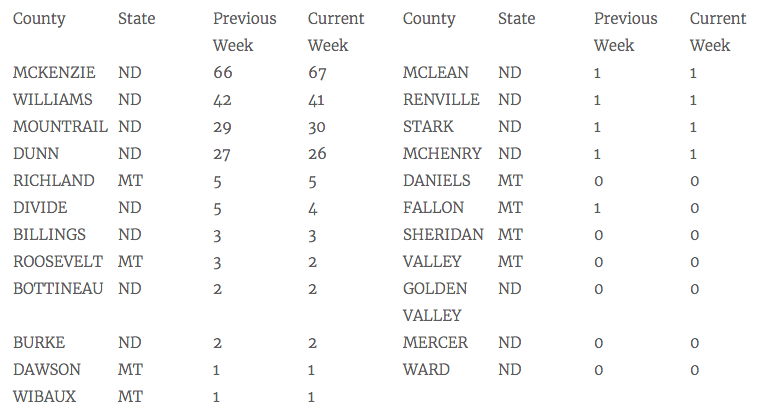 County State Previous Week Current Week County State Previous Week Current Week
MCKENZIE ND 66 67 MCLEAN ND 1 1
WILLIAMS ND 42 41 RENVILLE ND 1 1
MOUNTRAIL ND 29 30 STARK ND 1 1
DUNN ND 27 26 MCHENRY ND 1 1
RICHLAND MT 5 5 DANIELS MT 0 0
DIVIDE ND 5 4 FALLON MT 1 0
BILLINGS ND 3 3 SHERIDAN MT 0 0
ROOSEVELT MT 3 2 VALLEY MT 0 0
BOTTINEAU ND 2 2 GOLDEN VALLEY ND 0 0
BURKE ND 2 2 MERCER ND 0 0
DAWSON MT 1 1 WARD ND 0 0
WIBAUX MT 1 1